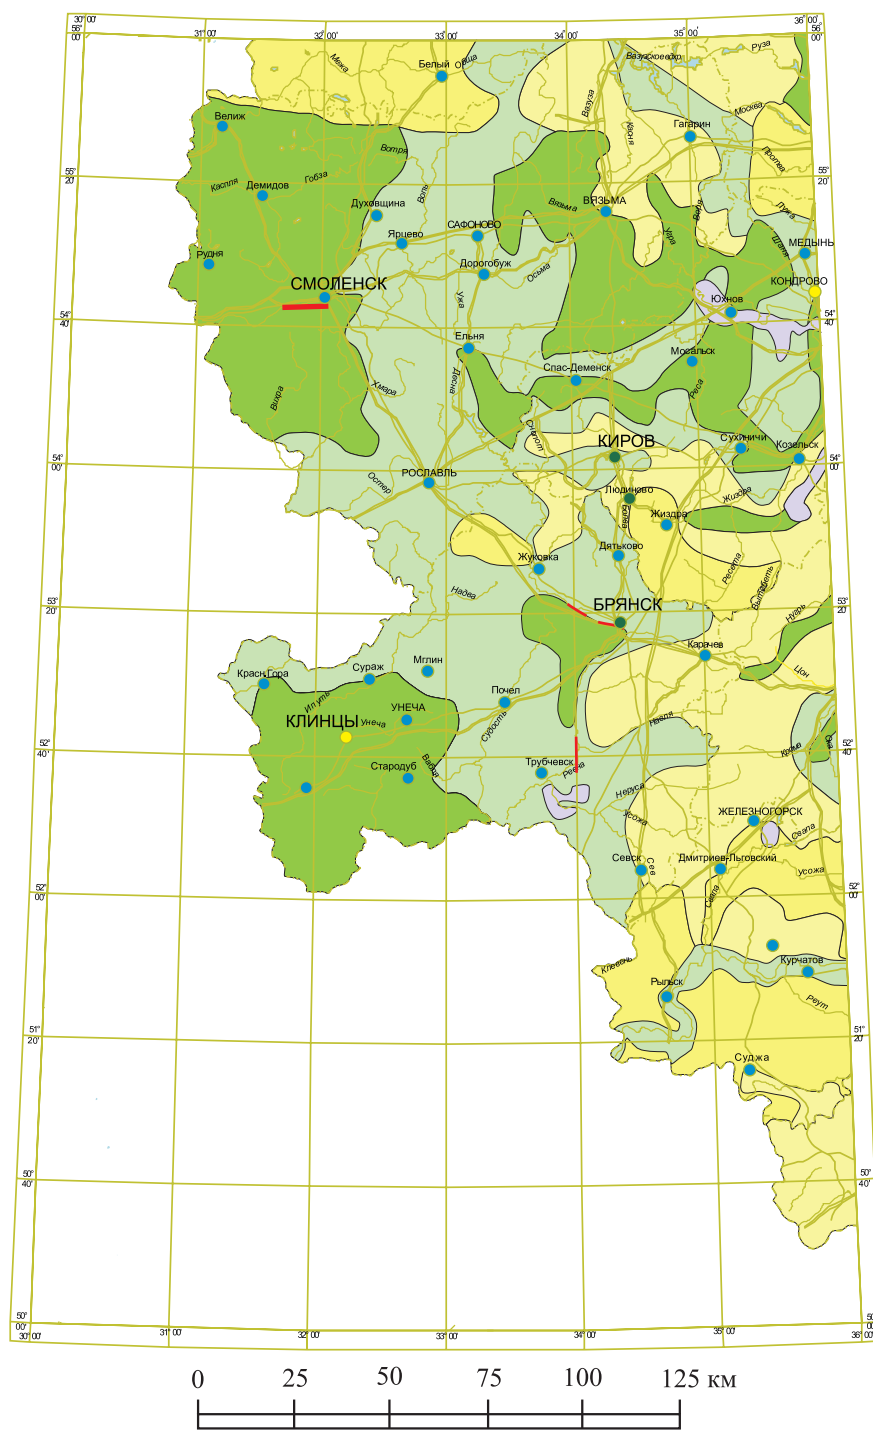 30° 00'
31° 00'
32° 00'
33° 00'
34° 00'
35° 00'
36° 00'
56°
00'
56°
00'
Межа
Белый
Обша
Вазузское вдхр
Руза
Велиж
Вазуза
Касня
Гагарин
Москва
Вотря
Протва
55°
20'
55°
20'
Каспля
Демидов
Гобза
Вопь
Духовщина
Вязьма
ВЯЗЬМА
Лужа
САФОНОВО
Ярцево
Угра
Шаня
МЕДЫНЬ
Рудня
Дорогобуж
Осьма
КОНДРОВО
СМОЛЕНСК
Ужа
Юхнов
54°
40'
54°
40'
Ельня
Мосальск
Спас-Деменск
Десна
Хмара
Реса
Вихра
Снопот
КИРОВ
Сухиничи
Козельск
54°
00'
54°
00'
РОСЛАВЛЬ
Остер
Людиново
Жиздра
Болва
Жиздра
Дятьково
Жуковка
Ресета
Вытебеть
Надва
53°
20'
53°
20'
БРЯНСК
Нугрь
Карачев
Мглин
Сураж
Красн.Гора
Цон
Ипуть
Почеп
УНЕЧА
КЛИНЦЫ
Унеча
Судость
Навля
Ока
Крома
52°
40'
52°
40'
Вабля
Стародуб
Трубчевск
Ревна
Неруса
Усожа
ЖЕЛЕЗНОГОРСК
Свапа
Севск
Сев
Дмитриев-Льговский
Усожа
52°
00'
52°
00'
Свапа
Клевень
Курчатов
Рыльск
Реут
51°
20'
51°
20'
Суджа
50°
40'
50°
40'
50°
00'
50°
00'
30° 00'
31° 00'
32° 00'
33° 00'
34° 00'
35° 00'
36° 00'
0
25
50
75
100
125 км